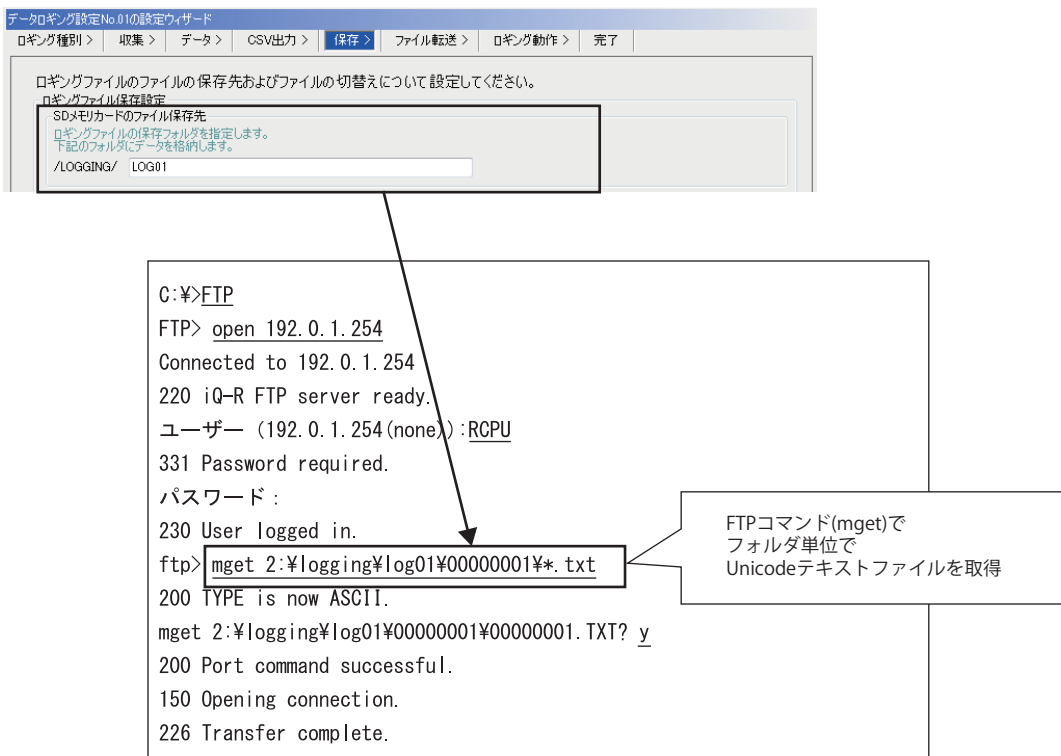 データロギング設定No.01の設定ウィザード
ロギング種別 > 収集 > データ > CSV出力 > 保存 > ファイル転送 > ロギング動作 > 完了
ロギングファイルのファイルの保存先およびファイルの切替えについて設定してください。
ロギングファイル保存設定
SDメモリカードのファイル保存先
ロギングファイルの保存フォルダを指定します。
下記のフォルダにデータを格納します。
/LOGGING/ LOG01
C:¥>FTP
FTP> open 192.0.1.254
Connected to 192.0.1.254
220 iQ-R FTP server ready.
ユーザー (192.0.1.254(none)):RCPU
331 Password required.
パスワード:
230 User logged in.
ftp> mget 2:¥logging¥log01¥00000001¥*.txt
200 TYPE is now ASCII.
mget 2:¥logging¥log01¥00000001¥00000001.TXT? y
200 Port command successful.
150 Opening connection.
226 Transfer complete.
FTPコマンド(mget)で
フォルダ単位で
Unicodeテキストファイルを取得